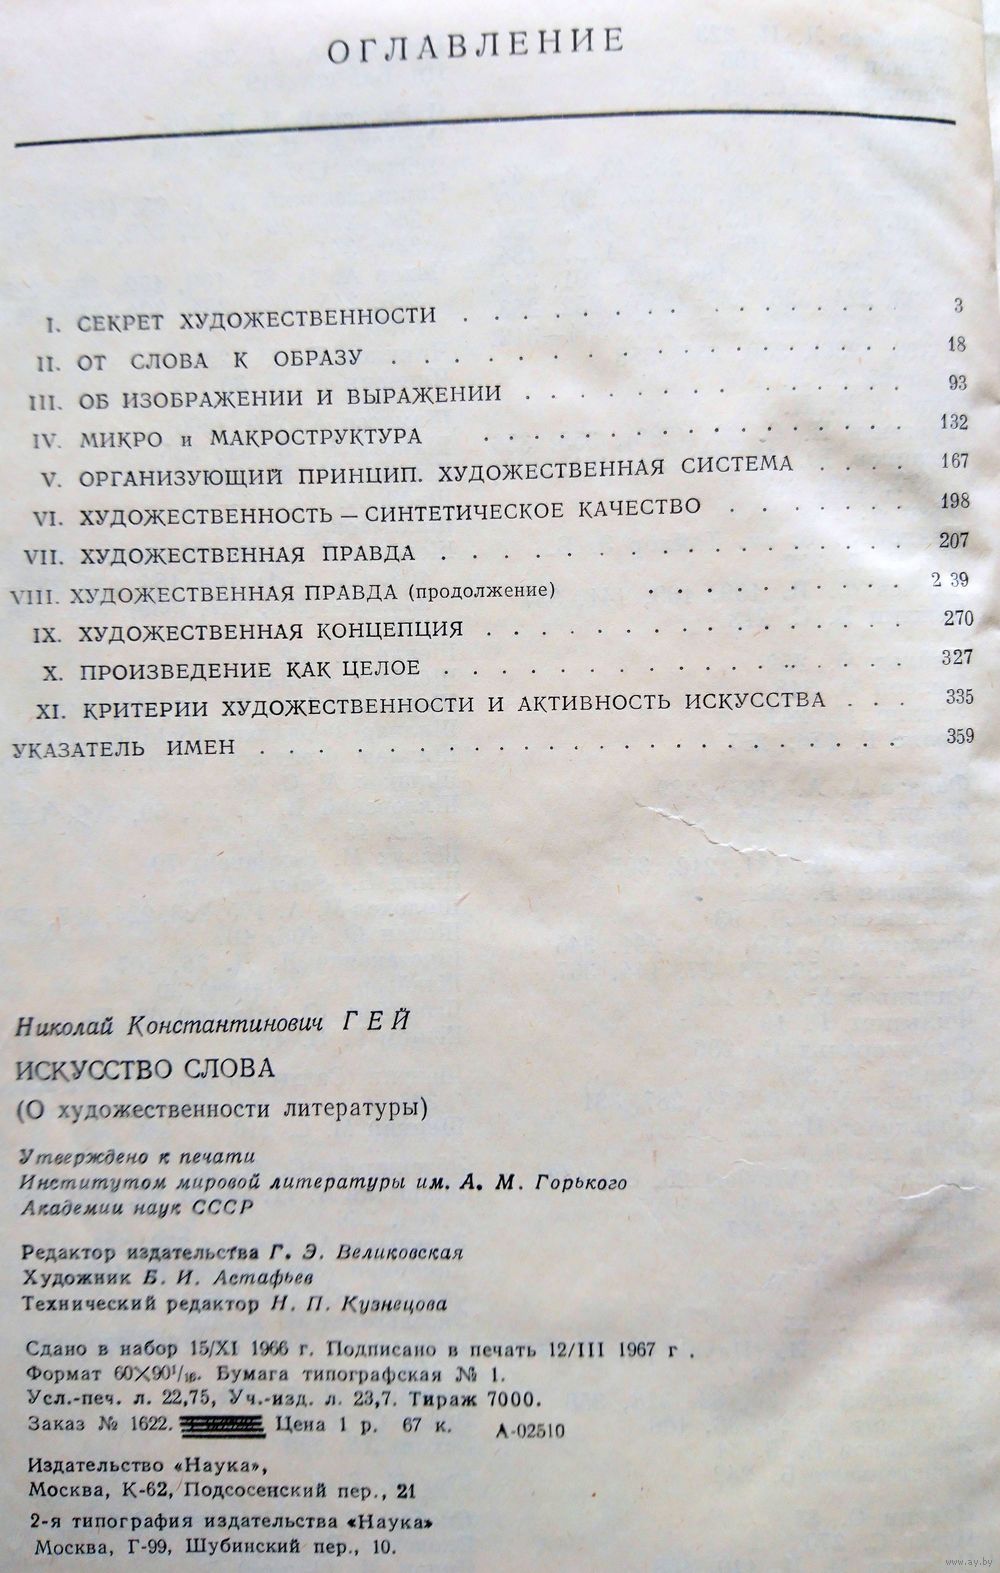 ОГЛАВЛЕНИЕ
I. СЕКРЕТ ХУДОЖЕСТВЕННОСТИ . . . . . . . . . . . . . . 3
II. ОТ СЛОВА К ОБРАЗУ . . . . . . . . . . . . . . . . 18
III. ОБ ИЗОБРАЖЕНИИ И ВЫРАЖЕНИИ . . . . . . . . . . . . 93
IV. МИКРО и МАКРОСТРУКТУРА . . . . . . . . . . . . . . 132
V. ОРГАНИЗУЮЩИЙ ПРИНЦИП. ХУДОЖЕСТВЕННАЯ СИСТЕМА . . . . 167
VI. ХУДОЖЕСТВЕННОСТЬ — СИНТЕТИЧЕСКОЕ КАЧЕСТВО . . . . . . 198
VII. ХУДОЖЕСТВЕННАЯ ПРАВДА . . . . . . . . . . . . . . 207
VIII. ХУДОЖЕСТВЕННАЯ ПРАВДА (продолжение) . . . . . . . . . 2 39
IX. ХУДОЖЕСТВЕННАЯ КОНЦЕПЦИЯ . . . . . . . . . . . . . 270
X. ПРОИЗВЕДЕНИЕ КАК ЦЕЛОЕ . . . . . . . . . . . . . . 327
XI. КРИТЕРИИ ХУДОЖЕСТВЕННОСТИ И АКТИВНОСТЬ ИСКУССТВА . . . 335
УКАЗАТЕЛЬ ИМЕН . . . . . . . . . . . . . . . . . . . 359
Николай Константинович ГЕЙ
ИСКУССТВО СЛОВА
(О художественности литературы)
Утверждено к печати
Институтом мировой литературы им. А. М. Горького
Академии наук СССР
Редактор издательства Г. Э. Великовская
Художник Б. И. Астафьев
Технический редактор Н. П. Кузнецова
Сдано в набор 15/XI 1966 г. Подписано в печать 12/III 1967 г .
Формат 60×90¹/₁₆. Бумага типографская № 1.
Усл.-печ. л. 22,75, Уч.-изд. л. 23,7. Тираж 7000.
Заказ № 1622. Цена 1 р. 67 к. А-02510
Издательство «Наука»,
Москва, К-62, Подсосенский пер., 21
2-я типография издательства «Наука»
Москва, Г-99, Шубинский пер., 10.
www.ay.by